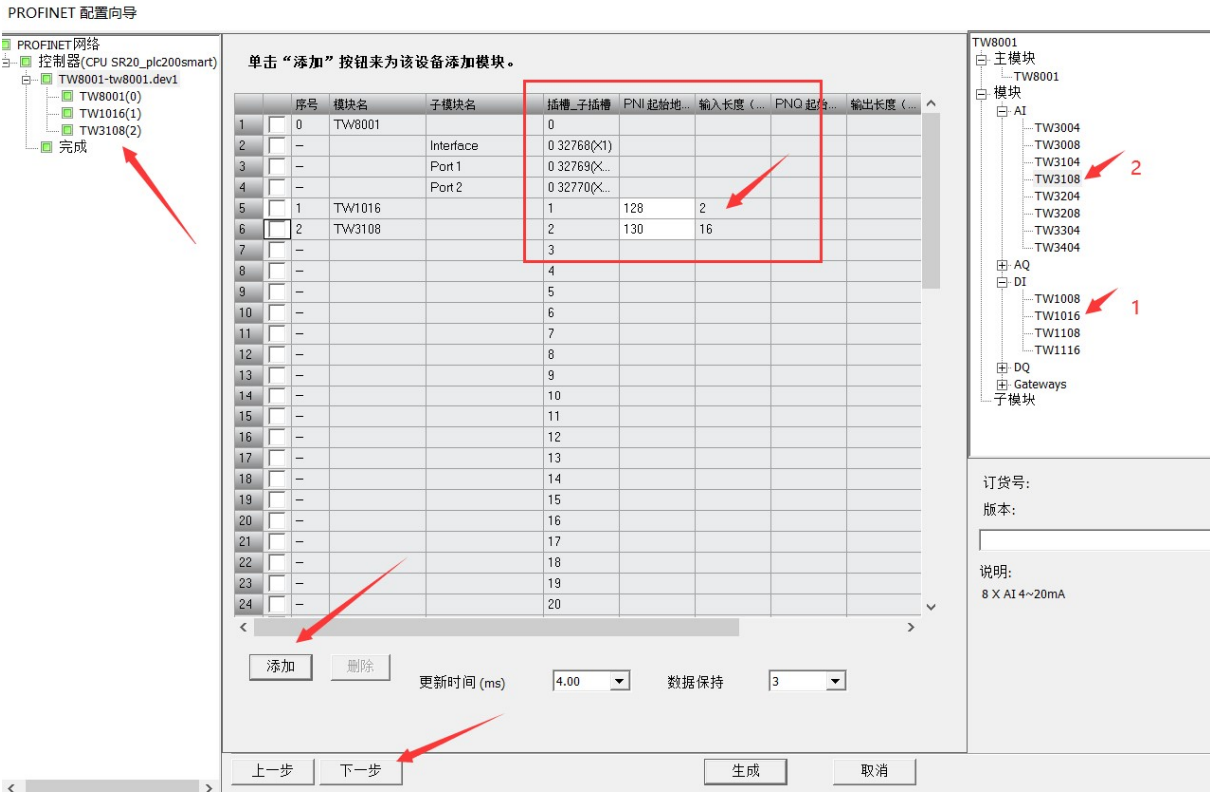 PROFINET 配置向导
PROFINET网络
控制器(CPU SR20_plc200smart)
TW8001-tw8001.dev1
TW8001(0)
TW1016(1)
TW3108(2)
完成
单击“添加”按钮来为该设备添加模块。
序号 模块名 子模块名 插槽_子插槽 PNI 起始地... 输入长度（... PNQ 起始... 输出长度（...
1 0 TW8001 0
2 – Interface 0 32768(X1)
3 – Port 1 0 32769(X...
4 – Port 2 0 32770(X...
5 1 TW1016 1 128 2
6 2 TW3108 2 130 16
7 – 3
8 – 4
9 – 5
10 – 6
11 – 7
12 – 8
13 – 9
14 – 10
15 – 11
16 – 12
17 – 13
18 – 14
19 – 15
20 – 16
21 – 17
22 – 18
23 – 19
24 – 20
添加
删除
更新时间 (ms) 4.00 数据保持 3
上一步 下一步 生成 取消
TW8001
主模块
TW8001
模块
AI
TW3004
TW3008
TW3104
TW3108 2
TW3204
TW3208
TW3304
TW3404
AQ
DI
TW1008
TW1016 1
TW1108
TW1116
DQ
Gateways
子模块
订货号:
版本:
说明:
8 X AI 4~20mA